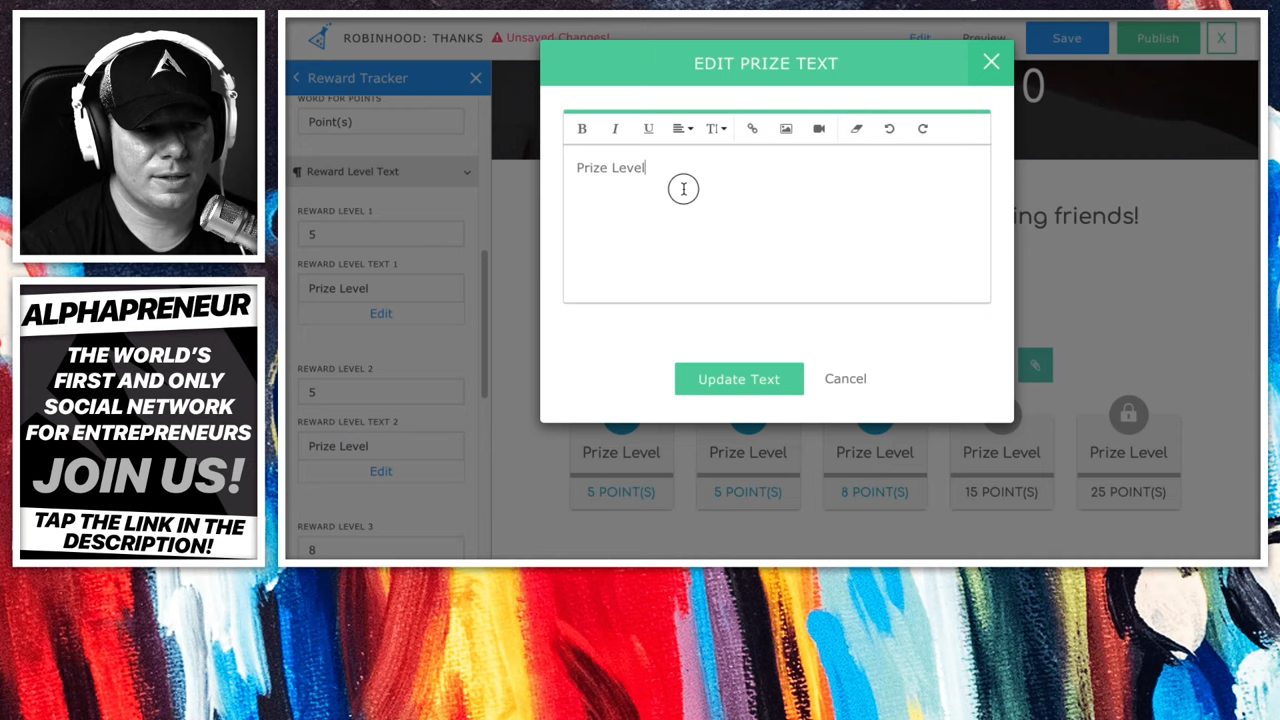 ROBINHOOD: THANKS
Unsaved Changes!
Edit
Preview
Save
Publish
X
Reward Tracker
WORD FOR POINTS
Point(s)
Reward Level Text
REWARD LEVEL 1
5
REWARD LEVEL TEXT 1
Prize Level
Edit
REWARD LEVEL 2
5
REWARD LEVEL TEXT 2
Prize Level
Edit
REWARD LEVEL 3
8
EDIT PRIZE TEXT
B I U
Prize Level
Update Text
Cancel
0
ing friends!
Prize Level
5 POINT(S)
Prize Level
5 POINT(S)
Prize Level
8 POINT(S)
Prize Level
15 POINT(S)
Prize Level
25 POINT(S)
ALPHAPRENEUR
THE WORLD'S
FIRST AND ONLY
SOCIAL NETWORK
FOR ENTREPRENEURS
JOIN US!
TAP THE LINK IN THE
DESCRIPTION!